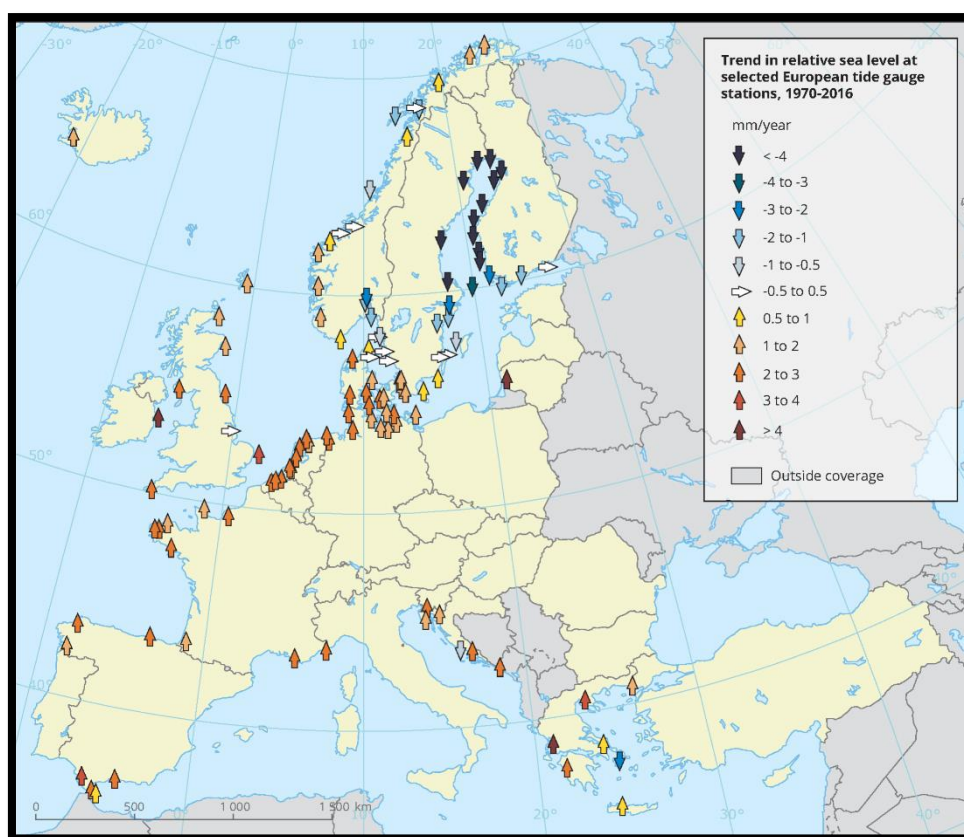 -30°
-20°
-10°
0°
10°
20°
30°
40°
50°
Trend in relative sea level at
selected European tide gauge
stations, 1970-2016
mm/year
< -4
-4 to -3
-3 to -2
-2 to -1
-1 to -0.5
-0.5 to 0.5
0.5 to 1
1 to 2
2 to 3
3 to 4
> 4
Outside coverage
60°
50°
40°
0 500 1 000 1 500 km
0°
10°
20°
30°
40°